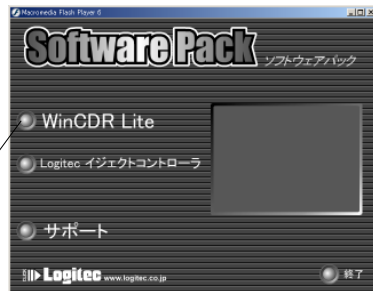 Macromedia Flash Player 6
Software Pack ソフトウェアパック
WinCDR Lite
Logitec イジェクトコントローラ
サポート
Logitec www.logitec.co.jp
終了